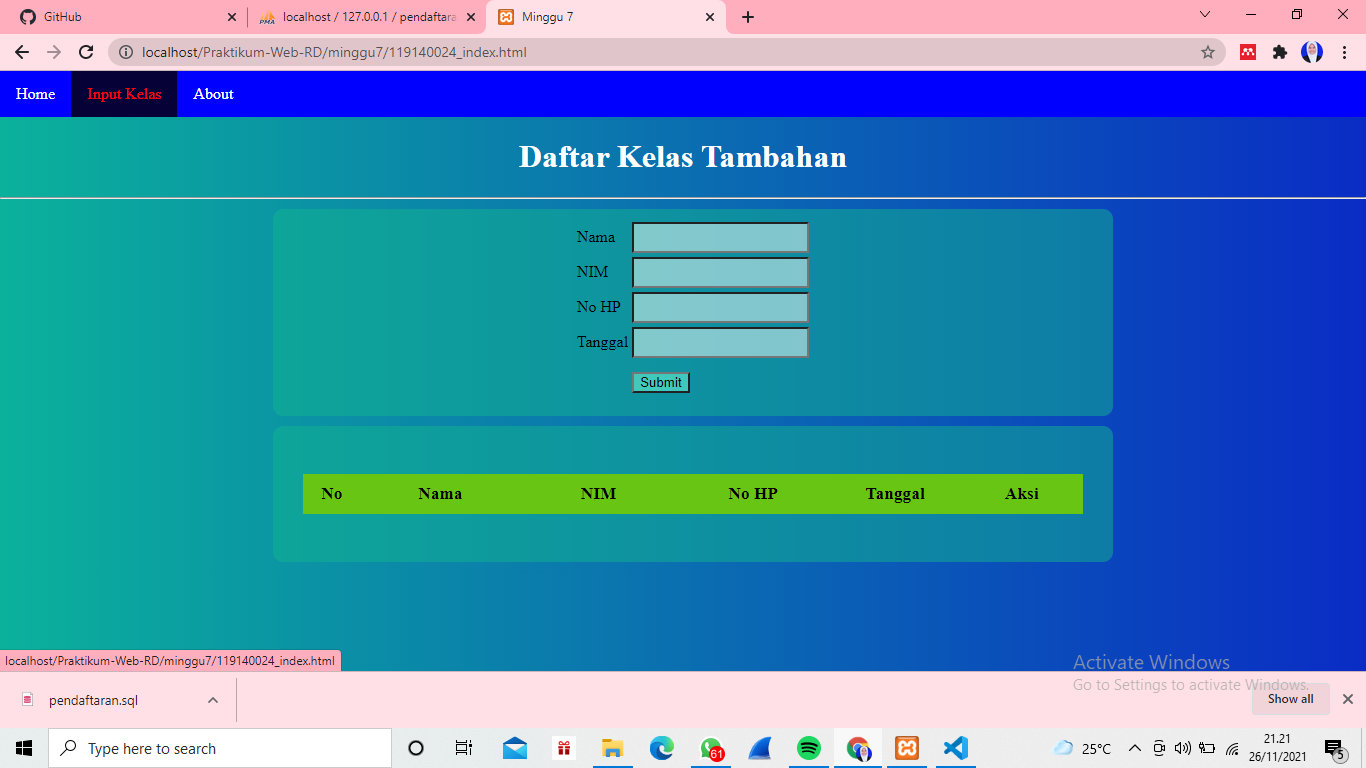 GitHub
PMA localhost / 127.0.0.1 / pendaftara
Minggu 7
localhost/Praktikum-Web-RD/minggu7/119140024_index.html
Home Input Kelas About
Daftar Kelas Tambahan
Nama
NIM
No HP
Tanggal
Submit
No Nama NIM No HP Tanggal Aksi
localhost/Praktikum-Web-RD/minggu7/119140024_index.html
Activate Windows
Go to Settings to activate Windows.
pendaftaran.sql
Show all
Type here to search
61
25°C
21.21
26/11/2021
5